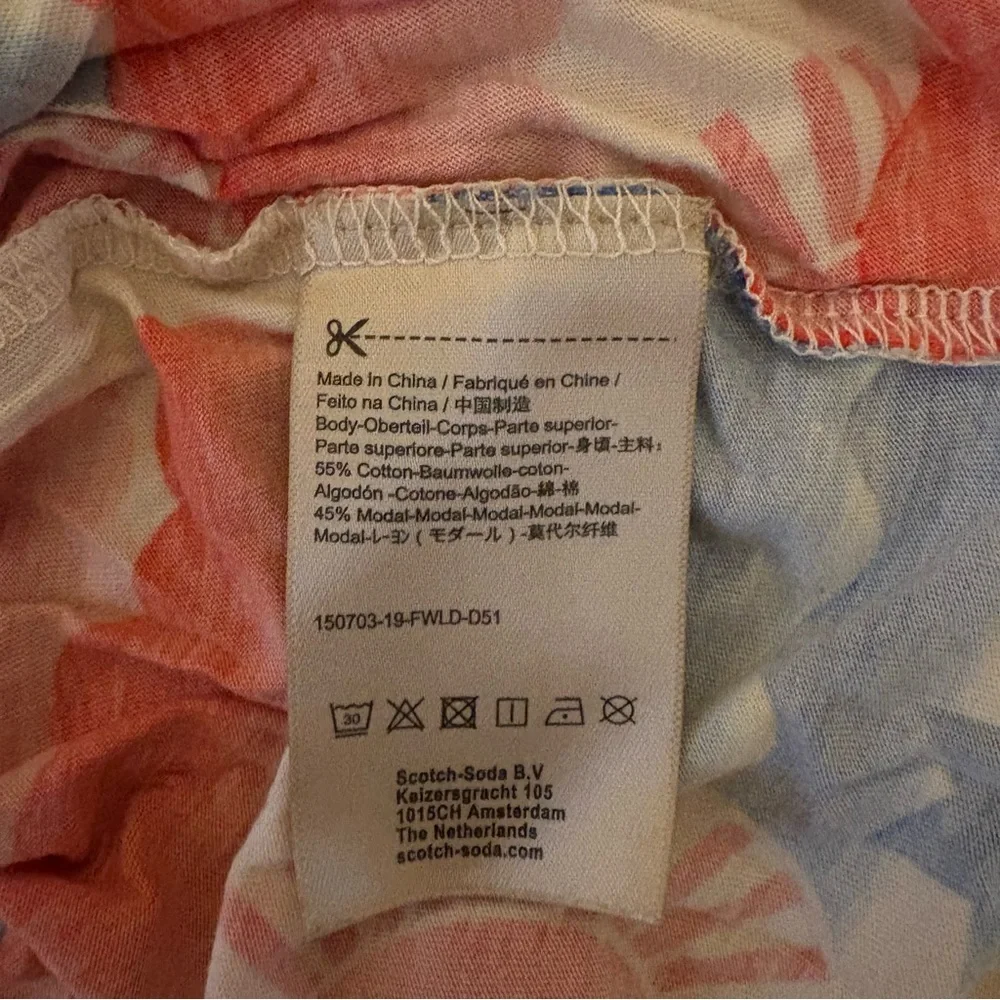 Made in China / Fabriqué en Chine /
Feito na China / 中国制造
Body-Oberteil-Corps-Parte superior-
Parte superiore-Parte superior-身頃-主料:
55% Cotton-Baumwolle-coton-
Algodón -Cotone-Algodão-綿-棉
45% Modal-Modal-Modal-Modal-Modal-
Modal-レーヨン ( モダール ) -莫代尔纤维
150703-19-FWLD-D51
30
Scotch-Soda B.V
Keizersgracht 105
1015CH Amsterdam
The Netherlands
scotch-soda.com